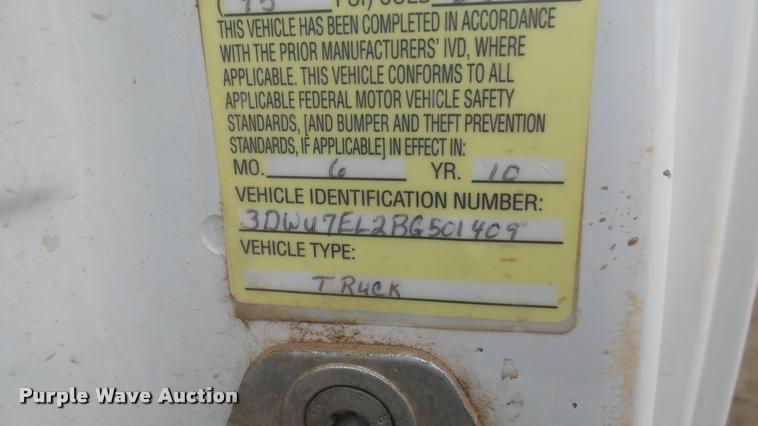 THIS VEHICLE HAS BEEN COMPLETED IN ACCORDANCE
WITH THE PRIOR MANUFACTURERS' IVD, WHERE
APPLICABLE. THIS VEHICLE CONFORMS TO ALL
APPLICABLE FEDERAL MOTOR VEHICLE SAFETY
STANDARDS, [AND BUMPER AND THEFT PREVENTION
STANDARDS, IF APPLICABLE] IN EFFECT IN:
MO. 6 YR. 10
VEHICLE IDENTIFICATION NUMBER:
3DWU7EL2BG501409
VEHICLE TYPE:
TRUCK
Purple Wave Auction